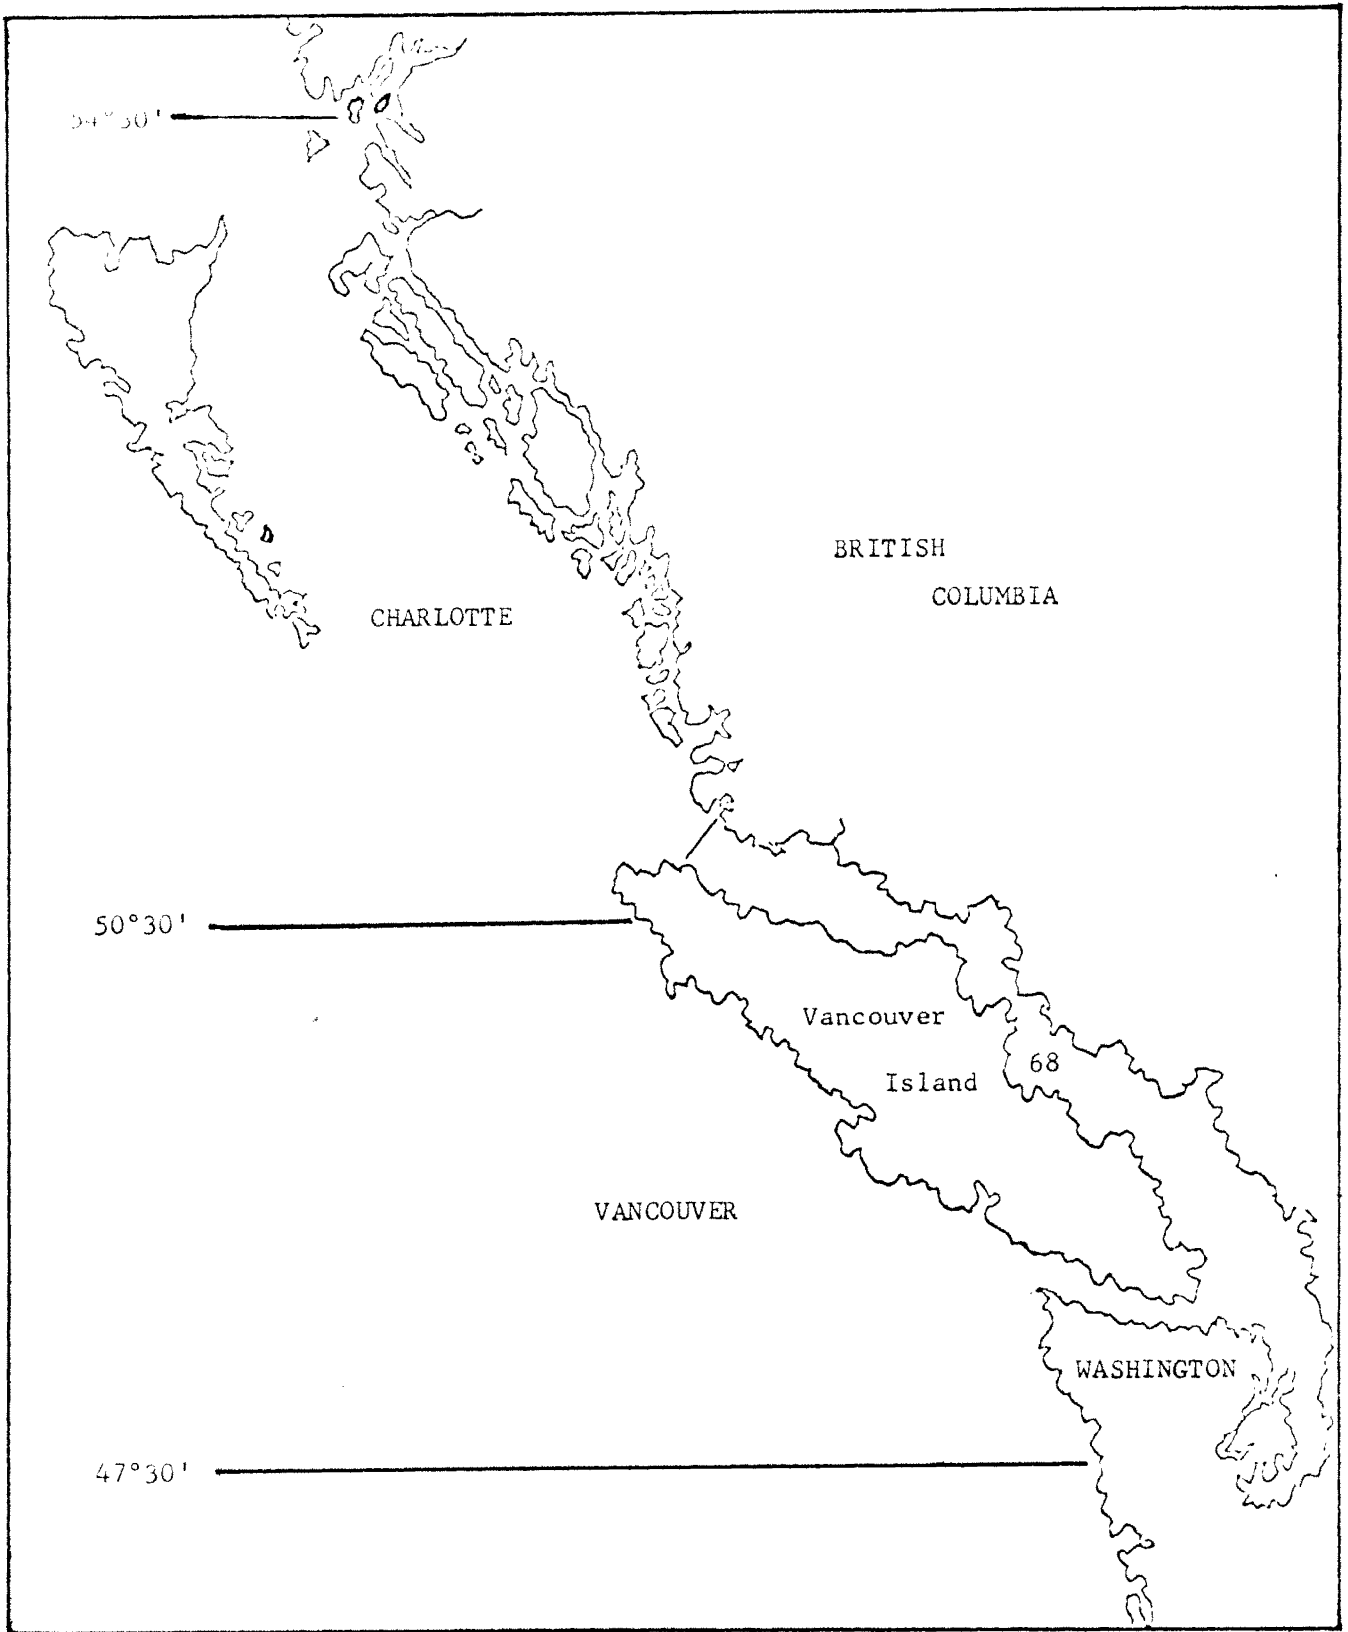 BRITISH
COLUMBIA
CHARLOTTE
50°30'
Vancouver
68
Island
VANCOUVER
WASHINGTON
47°30'